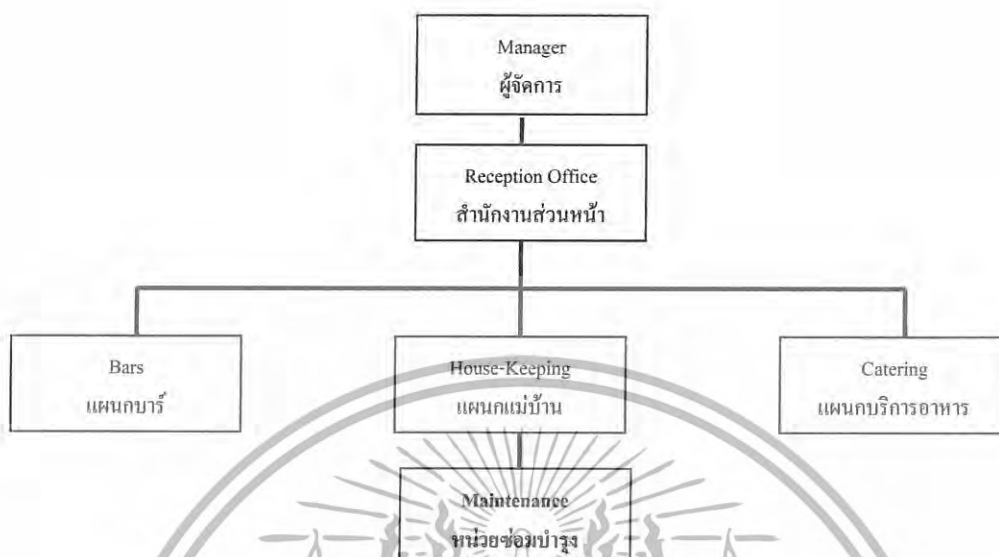 Manager
ผู้จัดการ
Reception Office
สำนักงานส่วนหน้า
Bars
แผนกบาร์
House-Keeping
แผนกแม่บ้าน
Catering
แผนกบริการอาหาร
Maintenance
หน่วยซ่อมบำรุง